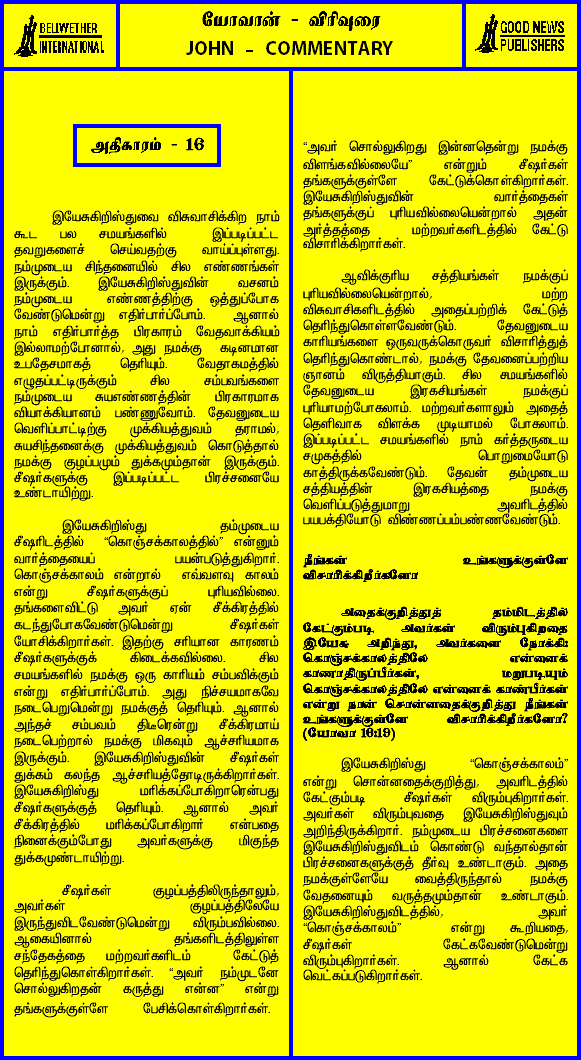 BELWETHER
INTERNATIONAL
யோவான் - விரிவுரை
JOHN - COMMENTARY
GOOD NEWS
PUBLISHERS
அதிகாரம் - 16
இயேசுகிறிஸ்துவை விசுவாசிக்கிற நாம்
கூட பல சமயங்களில் இப்படிப்பட்ட
தவறுகளைச் செய்வதற்கு வாய்ப்புள்ளது.
நம்முடைய சிந்தனையில் சில எண்ணங்கள்
இருக்கும். இயேசுகிறிஸ்துவின் வசனம்
நம்முடைய எண்ணத்திற்கு ஒத்துப்போக
வேண்டுமென்று எதிர்பார்ப்போம். ஆனால்
நாம் எதிர்பார்த்த பிரகாரம் வேதவாக்கியம்
இல்லாமற்போனால், அது நமக்கு கடினமான
உபதேசமாகத் தெரியும். வேதாகமத்தில்
எழுதப்பட்டிருக்கும் சில சம்பவங்களை
நம்முடைய சுயஎண்ணத்தின் பிரகாரமாக
வியாக்கியானம் பண்ணுவோம். தேவனுடைய
வெளிப்பாட்டிற்கு முக்கியத்துவம் தராமல்,
சுயசிந்தனைக்கு முக்கியத்துவம் கொடுத்தால்
நமக்கு குழப்பமும் துக்கமும்தான் இருக்கும்.
சீஷர்களுக்கு இப்படிப்பட்ட பிரச்சனையே
உண்டாயிற்று.
இயேசுகிறிஸ்து தம்முடைய
சீஷரிடத்தில் “கொஞ்சக்காலத்தில்” என்னும்
வார்த்தையைப் பயன்படுத்துகிறார்.
கொஞ்சக்காலம் என்றால் எவ்வளவு காலம்
என்று சீஷர்களுக்குப் புரியவில்லை.
தங்களைவிட்டு அவர் ஏன் சீக்கிரத்தில்
கடந்துபோகவேண்டுமென்று சீஷர்கள்
யோசிக்கிறார்கள். இதற்கு சரியான காரணம்
சீஷர்களுக்குக் கிடைக்கவில்லை. சில
சமயங்களில் நமக்கு ஒரு காரியம் சம்பவிக்கும்
என்று எதிர்பார்ப்போம். அது நிச்சயமாகவே
நடைபெறுமென்று நமக்குத் தெரியும். ஆனால்
அந்தச் சம்பவம் திடீரென்று சீக்கிரமாய்
நடைபெற்றால் நமக்கு மிகவும் ஆச்சரியமாக
இருக்கும். இயேசுகிறிஸ்துவின் சீஷர்கள்
துக்கம் கலந்த ஆச்சரியத்தோடிருக்கிறார்கள்.
இயேசுகிறிஸ்து மரிக்கப்போகிறாரென்பது
சீஷர்களுக்குத் தெரியும். ஆனால் அவர்
சீக்கிரத்தில் மரிக்கப்போகிறார் என்பதை
நினைக்கும்போது அவர்களுக்கு மிகுந்த
துக்கமுண்டாயிற்று.
சீஷர்கள் குழப்பத்திலிருந்தாலும்,
அவர்கள் குழப்பத்திலேயே
இருந்துவிடவேண்டுமென்று விரும்பவில்லை.
ஆகையினால் தங்களிடத்திலுள்ள
சந்தேகத்தை மற்றவர்களிடம் கேட்டுத்
தெரிந்துகொள்கிறார்கள். “அவர் நம்முடனே
சொல்லுகிறதன் கருத்து என்ன” என்று
தங்களுக்குள்ளே பேசிக்கொள்கிறார்கள்.
“அவர் சொல்லுகிறது இன்னதென்று நமக்கு
விளங்கவில்லையே” என்றும் சீஷர்கள்
தங்களுக்குள்ளே கேட்டுக்கொள்கிறார்கள்.
இயேசுகிறிஸ்துவின் வார்த்தைகள்
தங்களுக்குப் புரியவில்லையென்றால் அதன்
அர்த்தத்தை மற்றவர்களிடத்தில் கேட்டு
விசாரிக்கிறார்கள்.
ஆவிக்குரிய சத்தியங்கள் நமக்குப்
புரியவில்லையென்றால், மற்ற
விசுவாசிகளிடத்தில் அதைப்பற்றிக் கேட்டுத்
தெரிந்துகொள்ளவேண்டும். தேவனுடைய
காரியங்களை ஒருவருக்கொருவர் விசாரித்துத்
தெரிந்துகொண்டால், நமக்கு தேவனைப்பற்றிய
ஞானம் விருத்தியாகும். சில சமயங்களில்
தேவனுடைய இரகசியங்கள் நமக்குப்
புரியாமற்போகலாம். மற்றவர்களாலும் அதைத்
தெளிவாக விளக்க முடியாமல் போகலாம்.
இப்படிப்பட்ட சமயங்களில் நாம் கர்த்தருடைய
சமுகத்தில் பொறுமையோடு
காத்திருக்கவேண்டும். தேவன் தம்முடைய
சத்தியத்தின் இரகசியத்தை நமக்கு
வெளிப்படுத்துமாறு அவரிடத்தில்
பயபக்தியோடு விண்ணப்பம்பண்ணவேண்டும்.
நீங்கள் உங்களுக்குள்ளே
விசாரிக்கிறீர்களோ
அதைக்குறித்துத் தம்மிடத்தில்
கேட்கும்படி அவர்கள் விரும்புகிறதை
இயேசு அறிந்து, அவர்களை நோக்கி:
கொஞ்சக்காலத்திலே என்னைக்
காணாதிருப்பீர்கள், மறுபடியும்
கொஞ்சக்காலத்திலே என்னைக் காண்பீர்கள்
என்று நான் சொன்னதைக்குறித்து நீங்கள்
உங்களுக்குள்ளே விசாரிக்கிறீர்களோ?
(யோவா 16:19)
இயேசுகிறிஸ்து “கொஞ்சக்காலம்”
என்று சொன்னதைக்குறித்து, அவரிடத்தில்
கேட்கும்படி சீஷர்கள் விரும்புகிறார்கள்.
அவர்கள் விரும்புவதை இயேசுகிறிஸ்துவும்
அறிந்திருக்கிறார். நம்முடைய பிரச்சனைகளை
இயேசுகிறிஸ்துவிடம் கொண்டு வந்தால்தான்
பிரச்சனைகளுக்குத் தீர்வு உண்டாகும். அதை
நமக்குள்ளேயே வைத்திருந்தால் நமக்கு
வேதனையும் வருத்தமும்தான் உண்டாகும்.
இயேசுகிறிஸ்துவிடத்தில், அவர்
“கொஞ்சக்காலம்” என்று கூறியதை,
சீஷர்கள் கேட்கவேண்டுமென்று
விரும்புகிறார்கள். ஆனால் கேட்க
வெட்கப்படுகிறார்கள்.